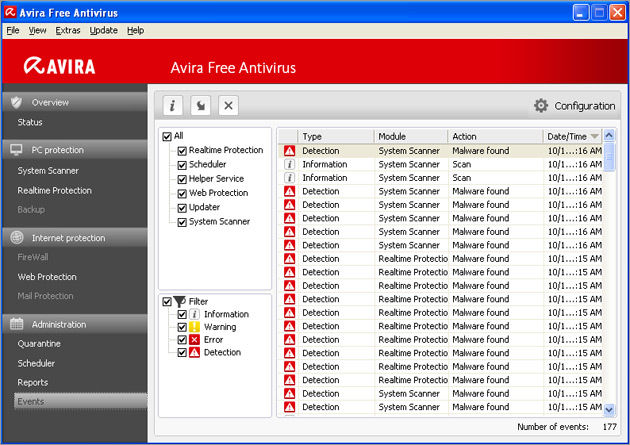 Avira Free Antivirus
File View Extras Update Help
AVIRA Avira Free Antivirus
Overview
Status
PC protection
System Scanner
Realtime Protection
Backup
Internet protection
FireWall
Web Protection
Mail Protection
Administration
Quarantine
Scheduler
Reports
Events
Configuration
All
Realtime Protection
Scheduler
Helper Service
Web Protection
Updater
System Scanner
Filter
Information
Warning
Error
Detection
Type Module Action Date/Time
Detection System Scanner Malware found 10/1...:16 AM
Information System Scanner Scan 10/1...:16 AM
Information System Scanner Scan 10/1...:16 AM
Detection System Scanner Malware found 10/1...:16 AM
Detection System Scanner Malware found 10/1...:16 AM
Detection System Scanner Malware found 10/1...:16 AM
Detection System Scanner Malware found 10/1...:16 AM
Detection System Scanner Malware found 10/1...:16 AM
Detection Realtime Protectio Malware found 10/1...:15 AM
Detection Realtime Protectio Malware found 10/1...:15 AM
Detection Realtime Protectio Malware found 10/1...:15 AM
Detection Realtime Protectio Malware found 10/1...:15 AM
Detection Realtime Protectio Malware found 10/1...:15 AM
Detection Realtime Protectio Malware found 10/1...:15 AM
Detection Realtime Protectio Malware found 10/1...:15 AM
Detection Realtime Protectio Malware found 10/1...:15 AM
Detection Realtime Protectio Malware found 10/1...:15 AM
Detection Realtime Protectio Malware found 10/1...:15 AM
Detection System Scanner Malware found 10/1...:15 AM
Detection System Scanner Malware found 10/1...:15 AM
Number of events: 177